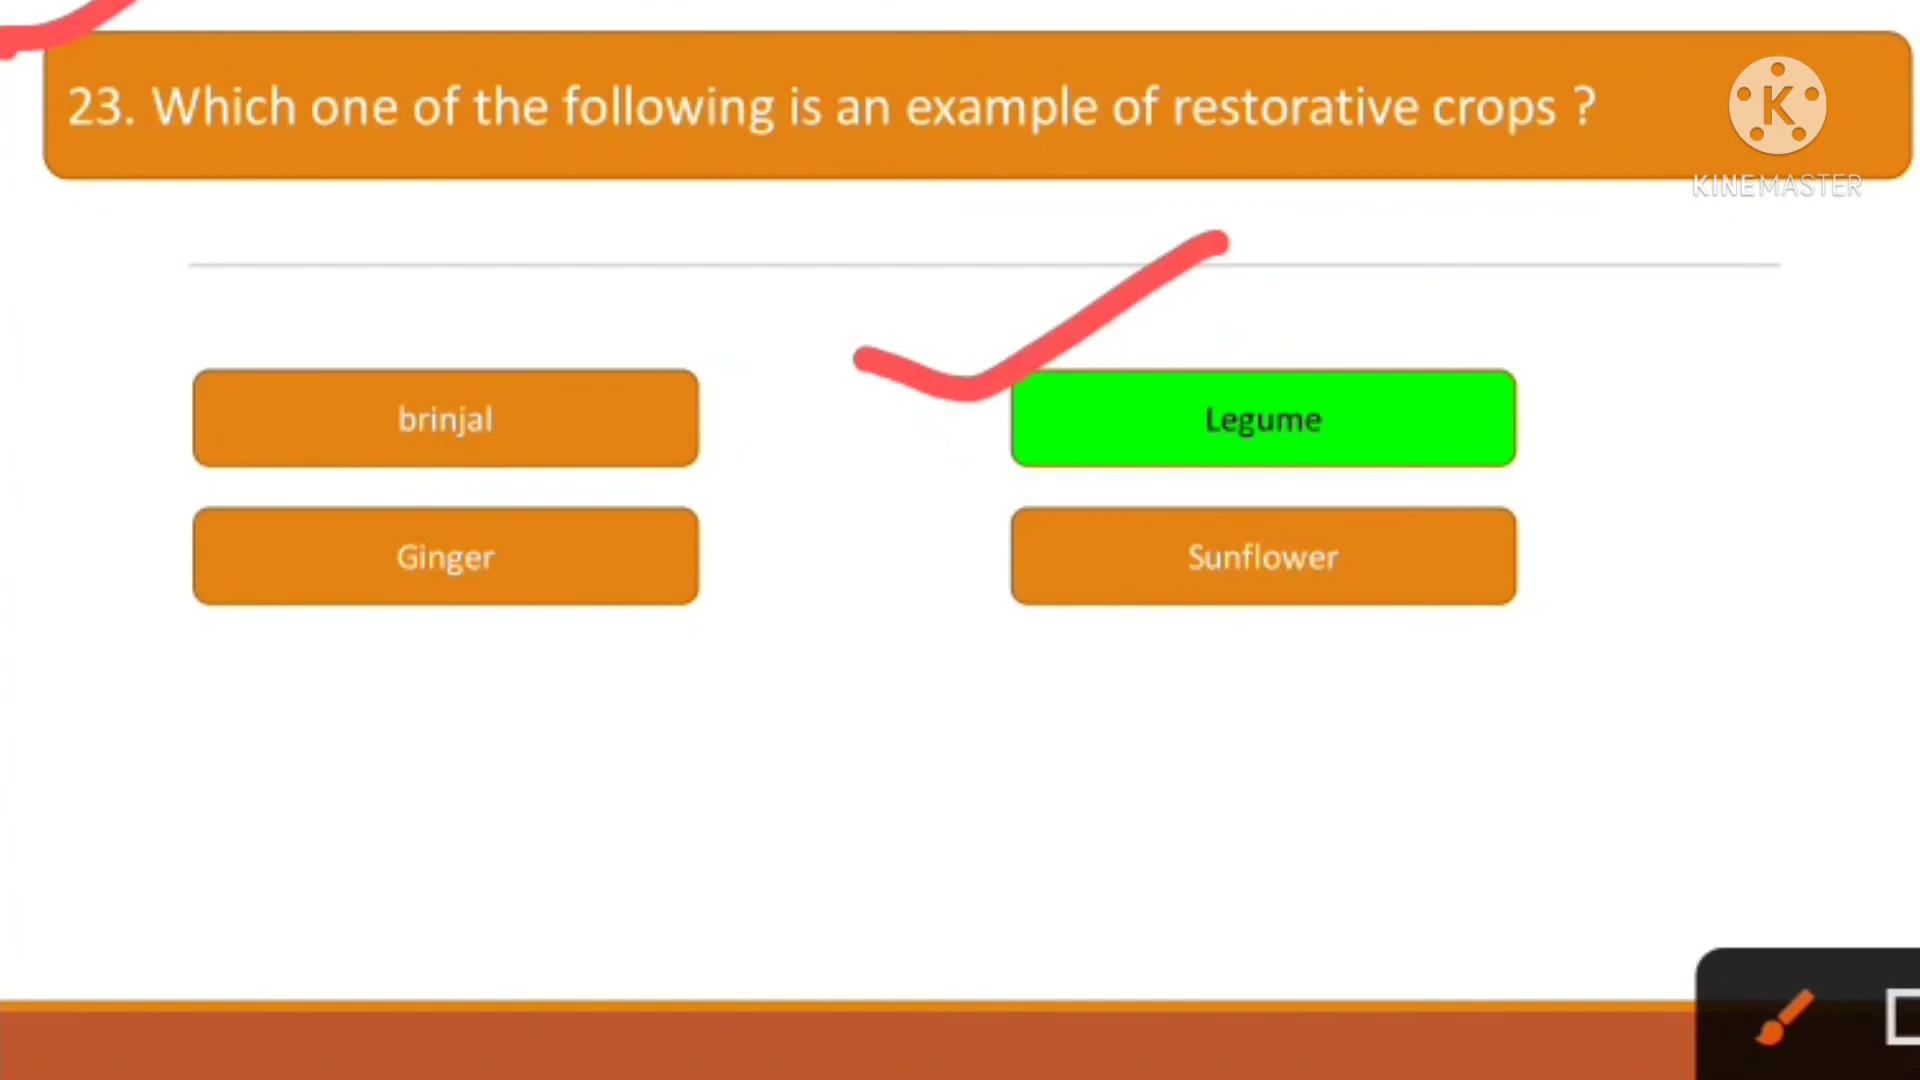 23. Which one of the following is an example of restorative crops ?
K
KINEMASTER
brinjal
Legume
Ginger
Sunflower